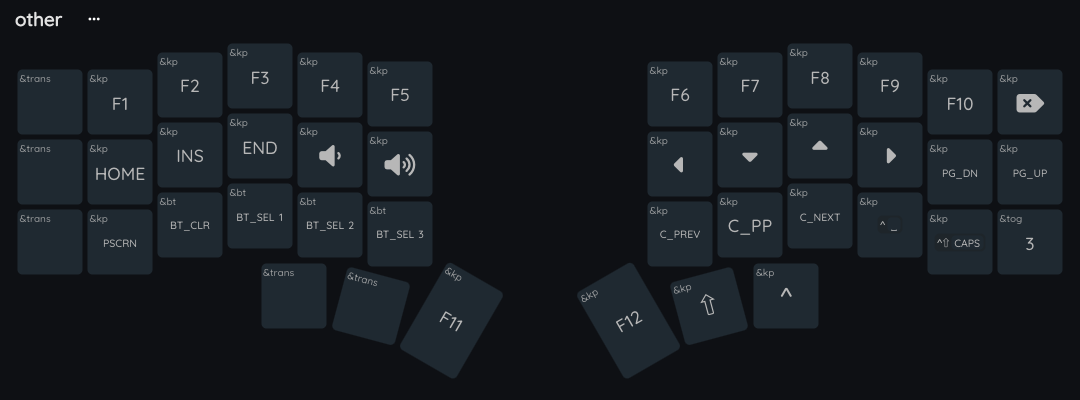 other ...
&trans &kp &kp &kp &kp &kp &kp &kp &kp &kp &kp &kp
F1 F2 F3 F4 F5 F6 F7 F8 F9 F10
&trans &kp &kp &kp &kp &kp &kp &kp &kp &kp &kp &kp
HOME INS END PG_DN PG_UP
&trans &kp &bt &bt &bt &bt &kp &kp &kp &kp &kp &tog
PSCRN BT_CLR BT_SEL 1 BT_SEL 2 BT_SEL 3 C_PREV C_PP C_NEXT ^ _ ^⇧ CAPS 3
&trans &trans &kp &kp &kp &kp
F11 F12 ⇧ ^